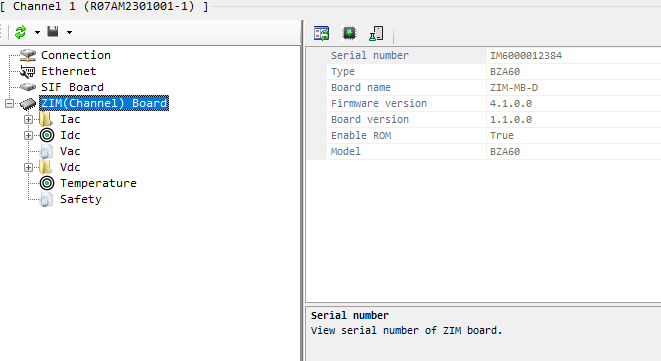 [ Channel 1 (R07AM2301001-1) ]
Connection
Ethernet
SIF Board
ZIM(Channel) Board
Iac
Idc
Vac
Vdc
Temperature
Safety
Serial number IM6000012384
Type BZA60
Board name ZIM-MB-D
Firmware version 4.1.0.0
Board version 1.1.0.0
Enable ROM True
Model BZA60
Serial number
View serial number of ZIM board.